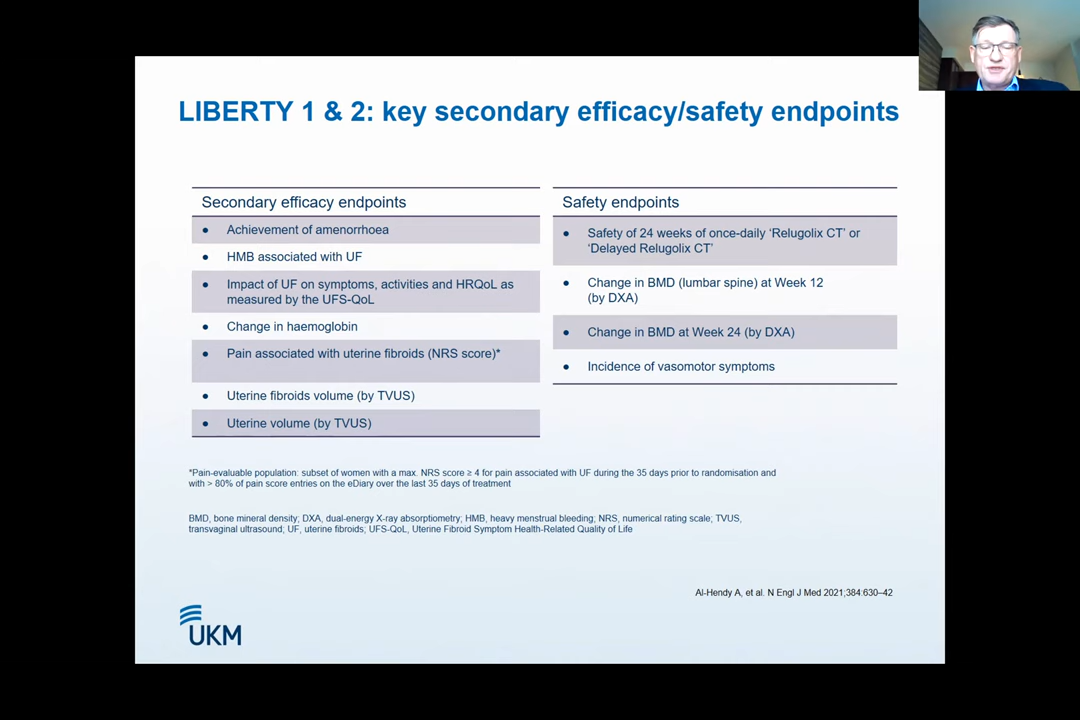 LIBERTY 1 & 2: key secondary efficacy/safety endpoints
Secondary efficacy endpoints
● Achievement of amenorrhoea
● HMB associated with UF
● Impact of UF on symptoms, activities and HRQoL as
measured by the UFS-QoL
● Change in haemoglobin
● Pain associated with uterine fibroids (NRS score)*
● Uterine fibroids volume (by TVUS)
● Uterine volume (by TVUS)
Safety endpoints
● Safety of 24 weeks of once-daily ‘Relugolix CT’ or
‘Delayed Relugolix CT’
● Change in BMD (lumbar spine) at Week 12
(by DXA)
● Change in BMD at Week 24 (by DXA)
● Incidence of vasomotor symptoms
*Pain-evaluable population: subset of women with a max. NRS score ≥ 4 for pain associated with UF during the 35 days prior to randomisation and
with > 80% of pain score entries on the eDiary over the last 35 days of treatment
BMD, bone mineral density; DXA, dual-energy X-ray absorptiometry; HMB, heavy menstrual bleeding; NRS, numerical rating scale; TVUS,
transvaginal ultrasound; UF, uterine fibroids; UFS-QoL, Uterine Fibroid Symptom Health-Related Quality of Life
Al-Hendy A, et al. N Engl J Med 2021;384:630–42
UKM